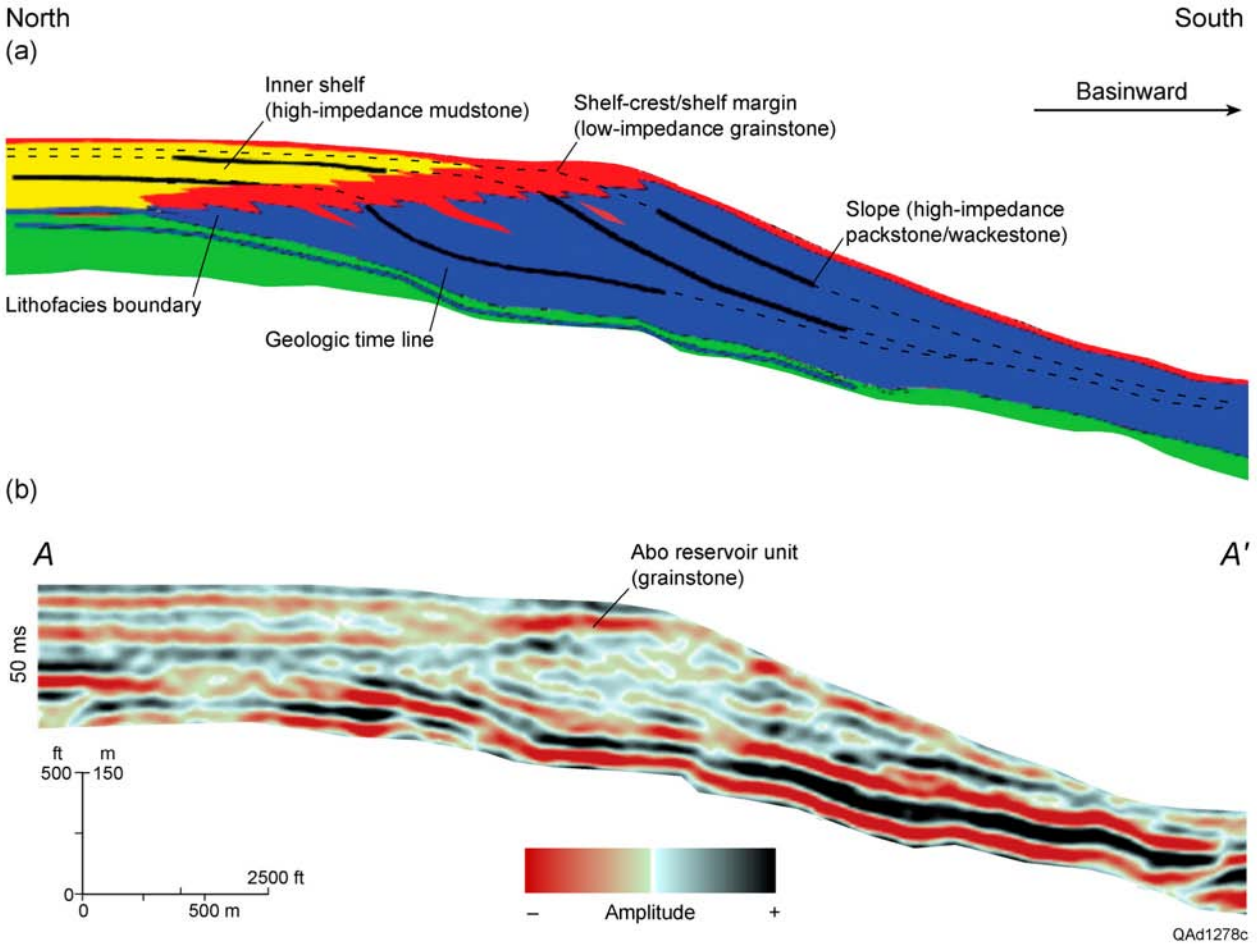 North
South
(a)
Inner shelf
(high-impedance mudstone)
Shelf-crest/shelf margin
(low-impedance grainstone)
Basinward
Slope (high-impedance
packstone/wackestone)
Lithofacies boundary
Geologic time line
(b)
A
A'
Abo reservoir unit
(grainstone)
50 ms
ft m
500 150
2500 ft
0
0 500 m
– Amplitude +
QAd1278c